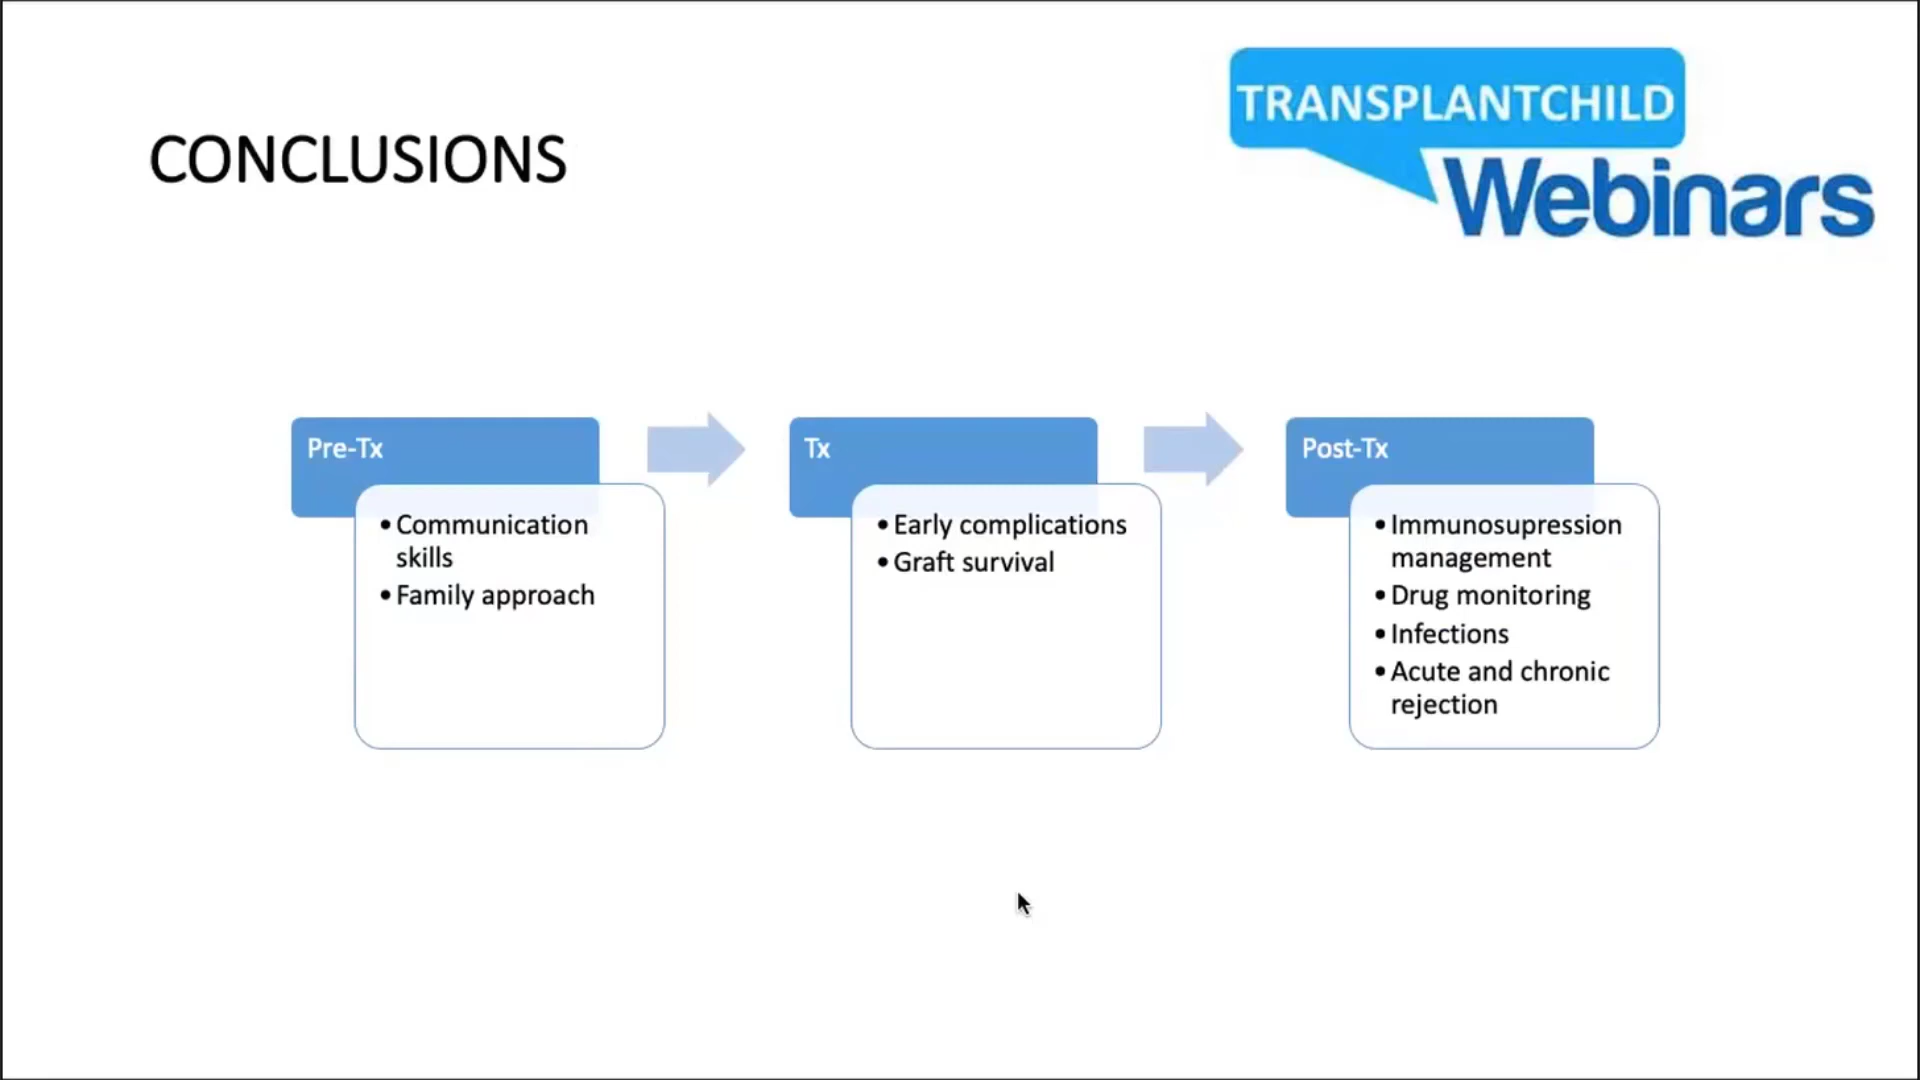 CONCLUSIONS
TRANSPLANTCHILD
Webinars
Pre-Tx
• Communication
skills
• Family approach
Tx
• Early complications
• Graft survival
Post-Tx
• Immunosupression
management
• Drug monitoring
• Infections
• Acute and chronic
rejection